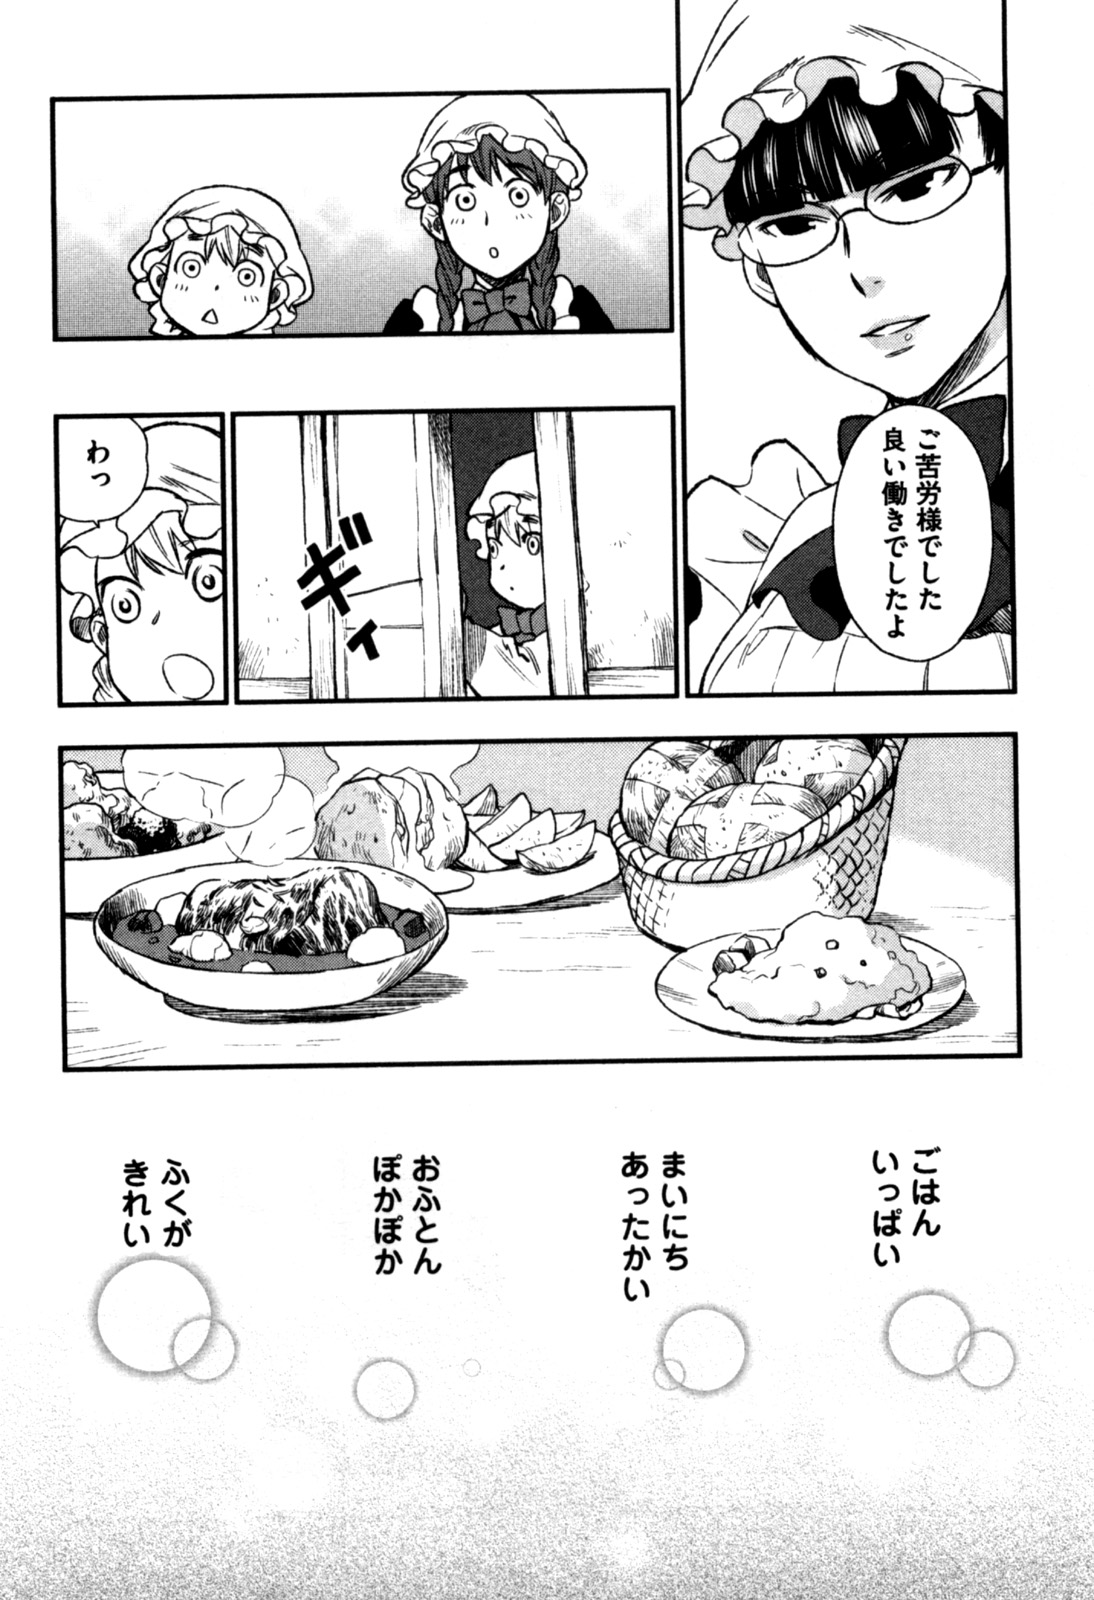 ご苦労様でした
良い働きでしたよ
ギィ
わっ
ごはん
いっぱい
まいにち
あったかい
おふとん
ぽかぽか
ふくが
きれい